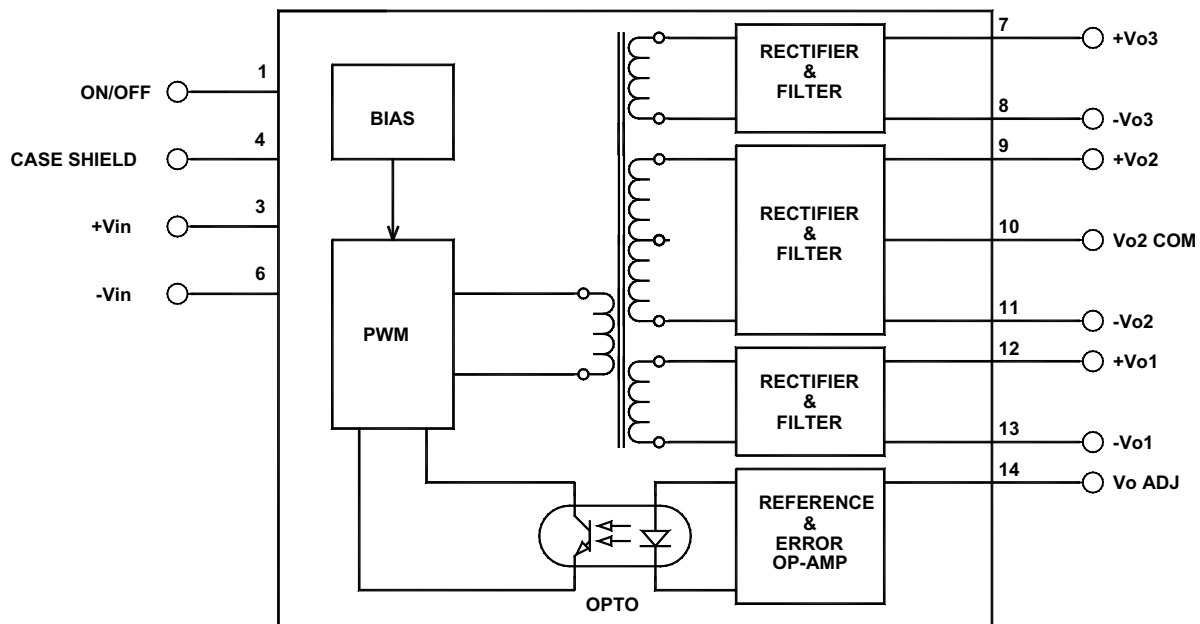 1
ON/OFF
4
CASE SHIELD
3
+Vin
6
-Vin
BIAS
PWM
RECTIFIER
&
FILTER
RECTIFIER
&
FILTER
RECTIFIER
&
FILTER
REFERENCE
&
ERROR
OP-AMP
OPTO
7
+Vo3
8
-Vo3
9
+Vo2
10
Vo2 COM
11
-Vo2
12
+Vo1
13
-Vo1
14
Vo ADJ